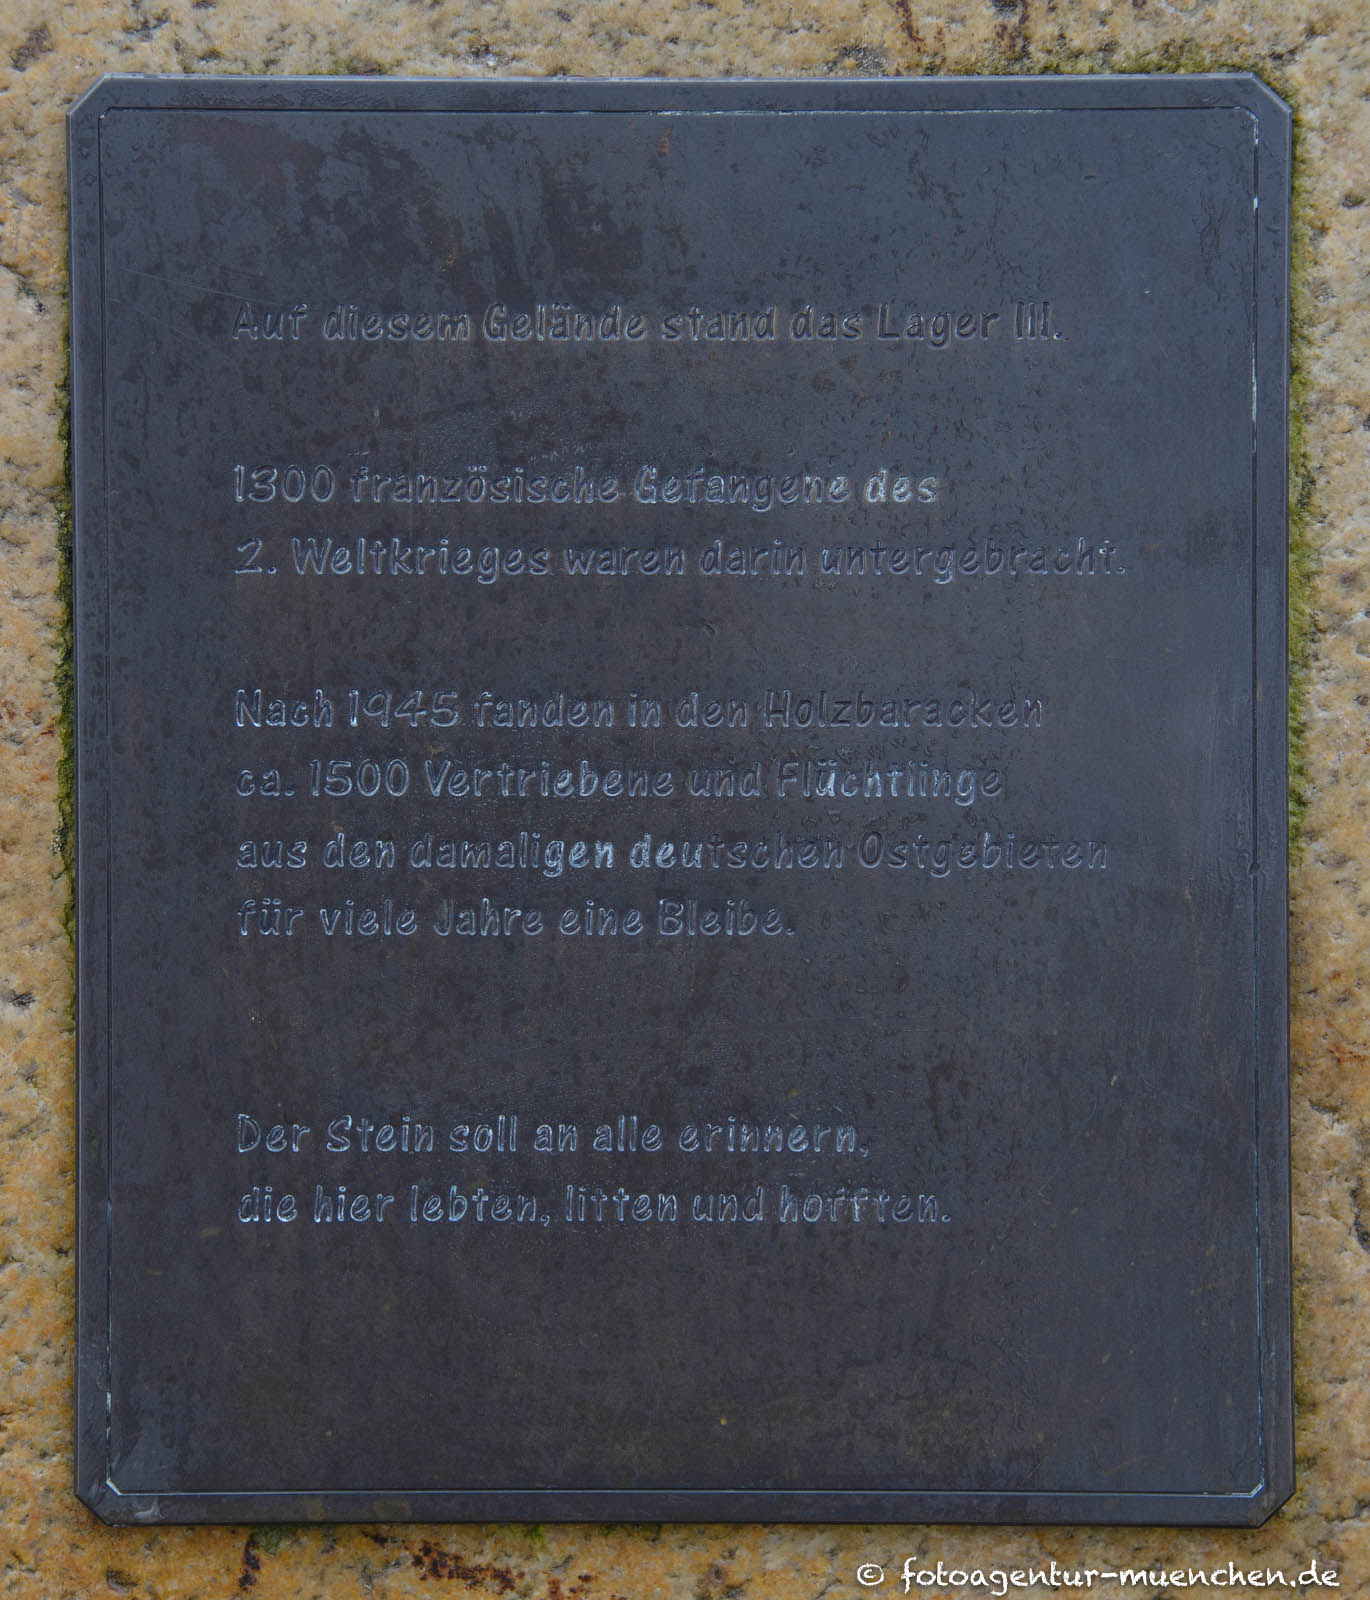 Auf diesem Gelände stand das Lager III.
1300 französische Gefangene des
2. Weltkrieges waren darin untergebracht.
Nach 1945 fanden in den Holzbaracken
ca. 1500 Vertriebene und Flüchtlinge
aus den damaligen deutschen Ostgebieten
für viele Jahre eine Bleibe.
Der Stein soll an alle erinnern,
die hier lebten, litten und hofften.
© fotoagentur-muenchen.de